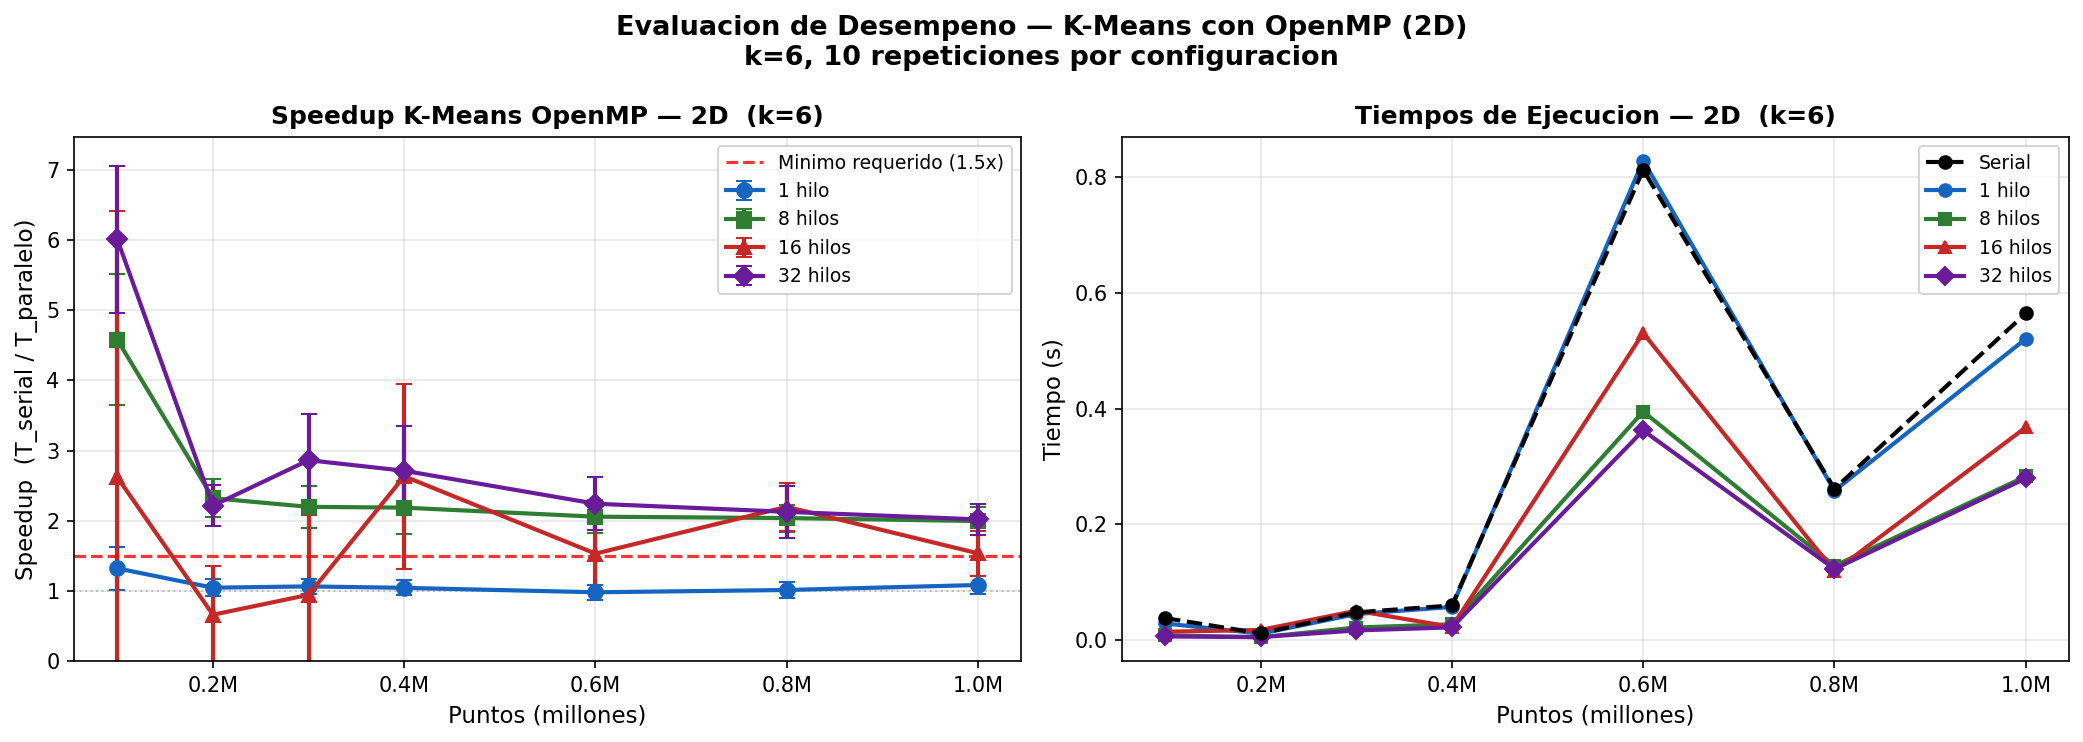 Evaluacion de Desempeno — K-Means con OpenMP (2D)
k=6, 10 repeticiones por configuracion
Speedup K-Means OpenMP — 2D  (k=6)
Speedup  (T_serial / T_paralelo)
7
6
5
4
3
2
1
0
Minimo requerido (1.5x)
1 hilo
8 hilos
16 hilos
32 hilos
0.2M
0.4M
0.6M
0.8M
1.0M
Puntos (millones)
Tiempos de Ejecucion — 2D  (k=6)
Tiempo (s)
0.8
0.6
0.4
0.2
0.0
Serial
1 hilo
8 hilos
16 hilos
32 hilos
0.2M
0.4M
0.6M
0.8M
1.0M
Puntos (millones)